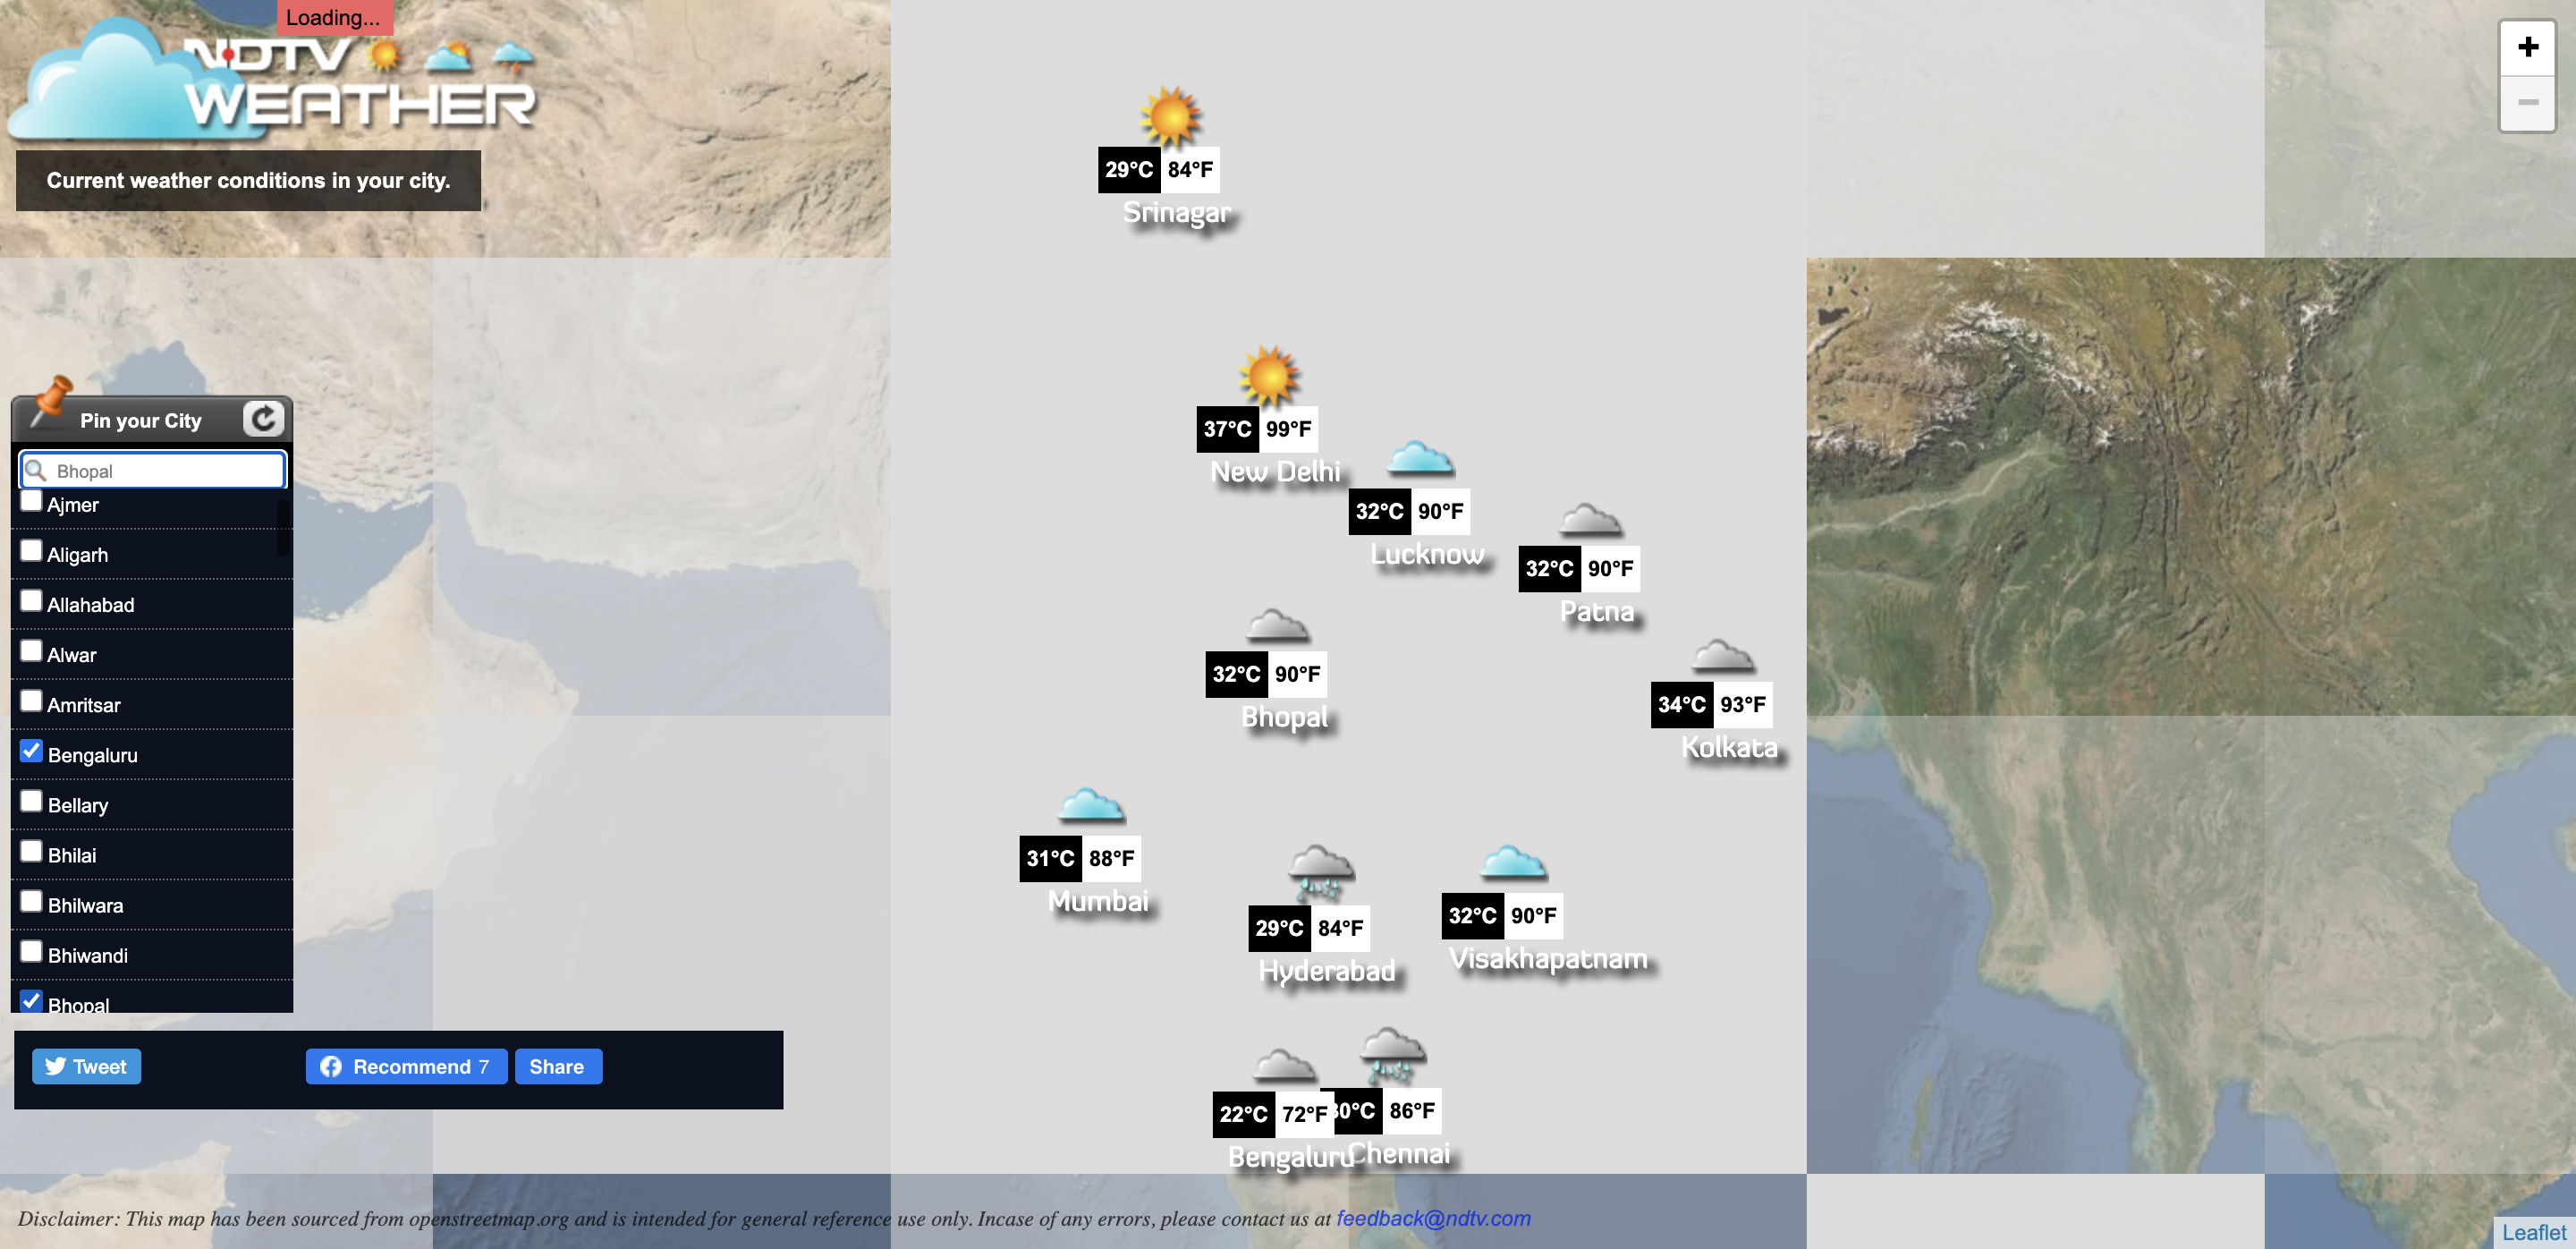 Loading...
NDTV
WEATHER
Current weather conditions in your city.
29°C 84°F
Srinagar
37°C 99°F
New Delhi
32°C 90°F
Lucknow
32°C 90°F
Patna
32°C 90°F
Bhopal
34°C 93°F
Kolkata
31°C 88°F
Mumbai
29°C 84°F
Hyderabad
32°C 90°F
Visakhapatnam
22°C 72°F
Bengaluru
30°C 86°F
Chennai
Pin your City
Bhopal
Ajmer
Aligarh
Allahabad
Alwar
Amritsar
Bengaluru
Bellary
Bhilai
Bhilwara
Bhiwandi
Bhopal
Tweet
Recommend 7
Share
Disclaimer: This map has been sourced from openstreetmap.org and is intended for general reference use only. Incase of any errors, please contact us at feedback@ndtv.com
Leaflet
+
−